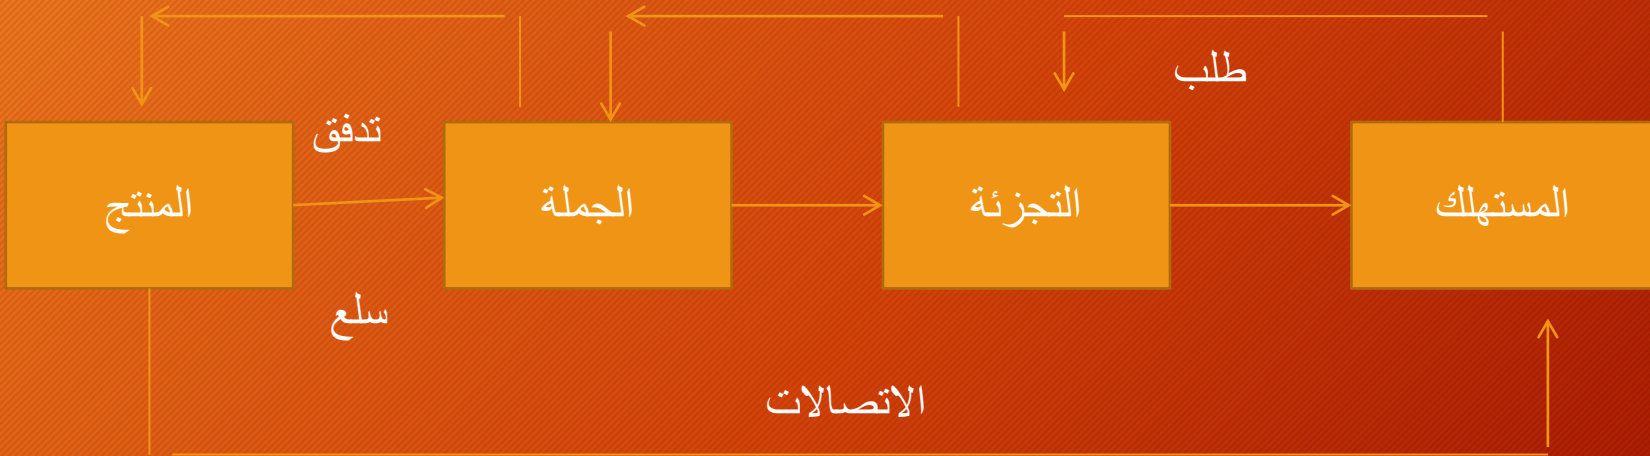 طلب
تدفق
المستهلك
التجزئة
الجملة
المنتج
سلع
الاتصالات